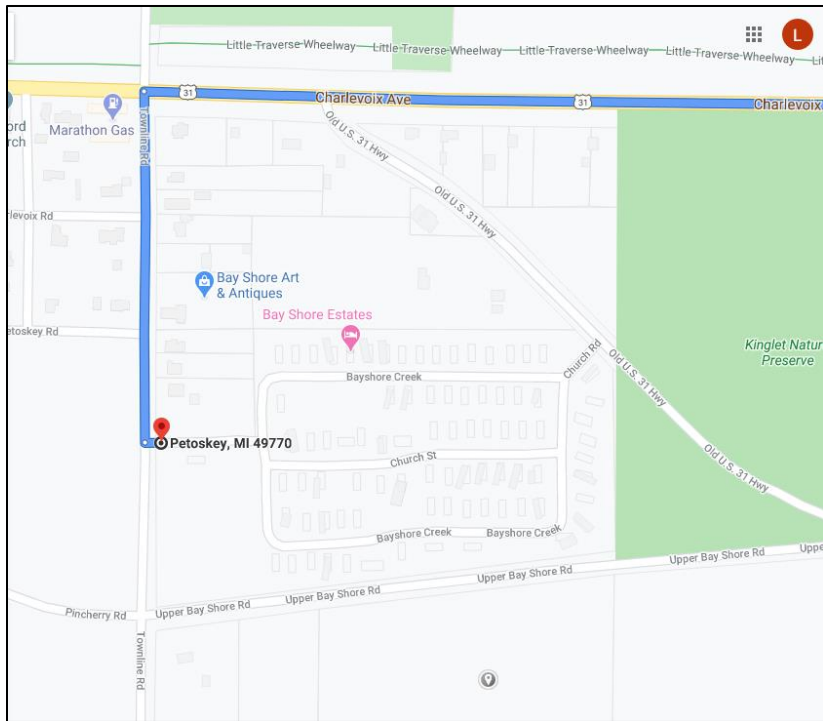 Little Traverse Wheelway
Little Traverse Wheelway
Little Traverse Wheelway
Little Traverse Wheelway
L
31
Charlevoix Ave
31
Charlevoix
Marathon Gas
Townline Rd
Old U.S. 31 Hwy
Old U.S. 31 Hwy
Bay Shore Art
& Antiques
Bay Shore Estates
Bayshore Creek
Church Rd
Old U.S. 31 Hwy
Kinglet Natur
Preserve
Petoskey, MI 49770
Church St
Old U.S. 31 Hwy
Bayshore Creek
Bayshore Creek
Upper Bay Shore Rd
Upper Bay Shore Rd
Upper Bay Shore Rd
Upper Bay Shore Rd
Pincherry Rd
Townline Rd